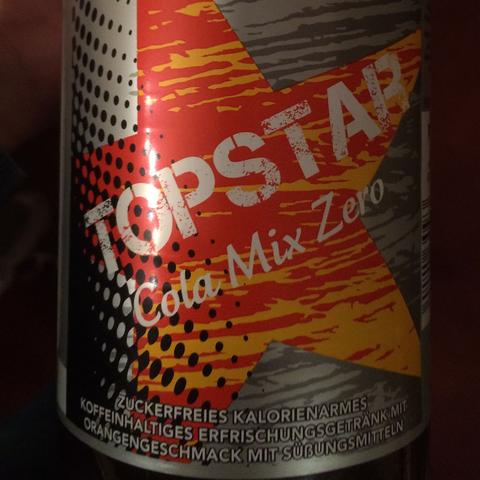 TOPSTAR
Cola Mix Zero
ZUCKERFREIES KALORIENARMES
KOFFEINHALTIGES ERFRISCHUNGSGETRÄNK MIT
ORANGENGESCHMACK MIT SÜßUNGSMITTELN